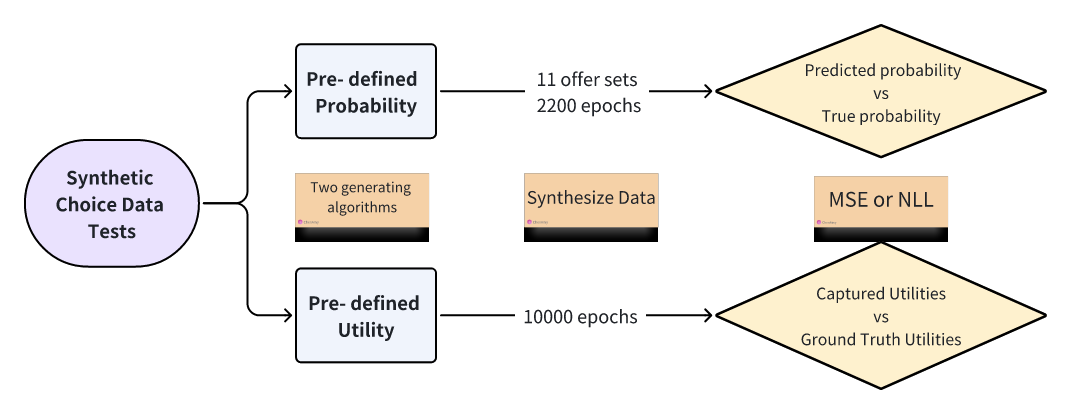 Synthetic
Choice Data
Tests
Pre- defined
Probability
11 offer sets
2200 epochs
Predicted probability
vs
True probability
Two generating
algorithms
Synthesize Data
MSE or NLL
Pre- defined
Utility
10000 epochs
Captured Utilities
vs
Ground Truth Utilities